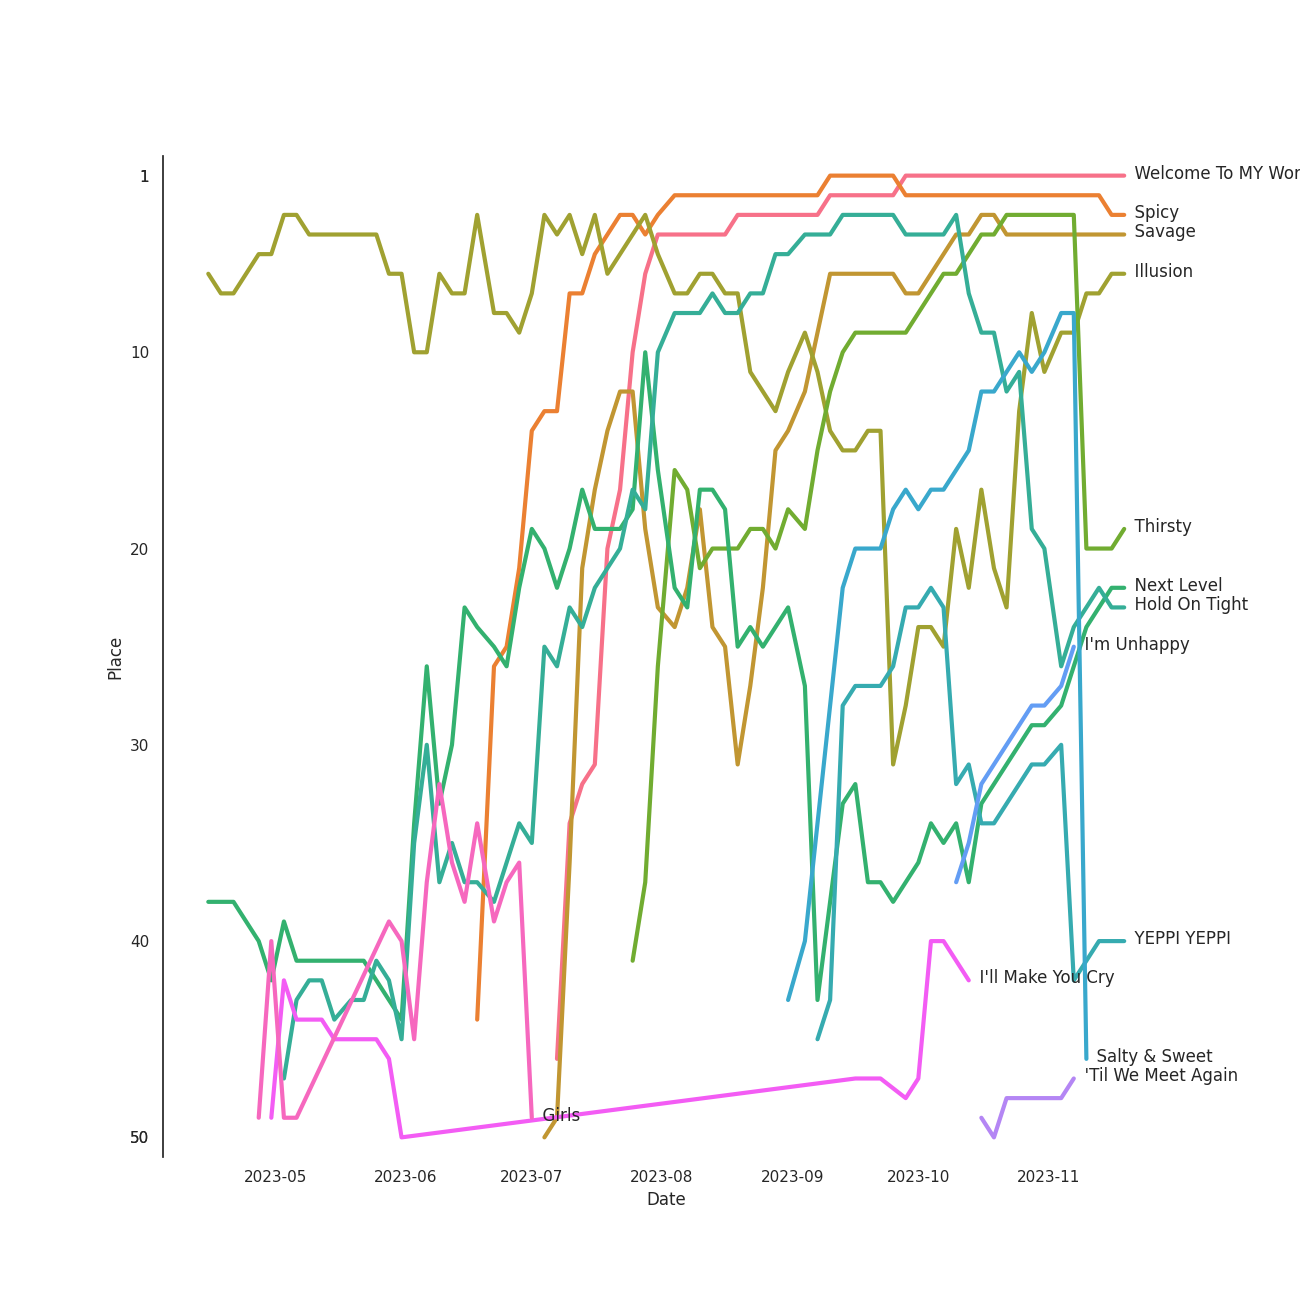 1
10
20
30
40
50
Place
2023-05
2023-06
2023-07
2023-08
2023-09
2023-10
2023-11
Date
Welcome To MY Wor
Spicy
Savage
Illusion
Thirsty
Next Level
Hold On Tight
I'm Unhappy
YEPPI YEPPI
I'll Make You Cry
Salty & Sweet
'Til We Meet Again
Girls